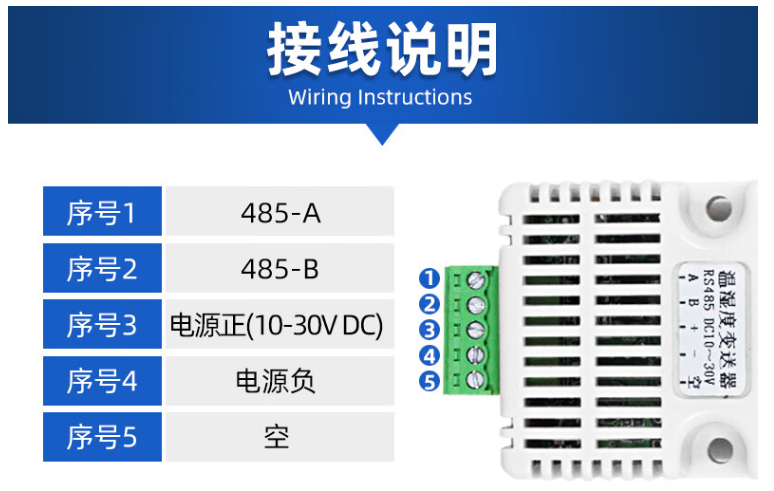 接线说明
Wiring Instructions
序号1 485-A
序号2 485-B
序号3 电源正(10-30V DC)
序号4 电源负
序号5 空
1
2
3
4
5
温湿度变送器
RS485 DC10～30V
A B + - 空